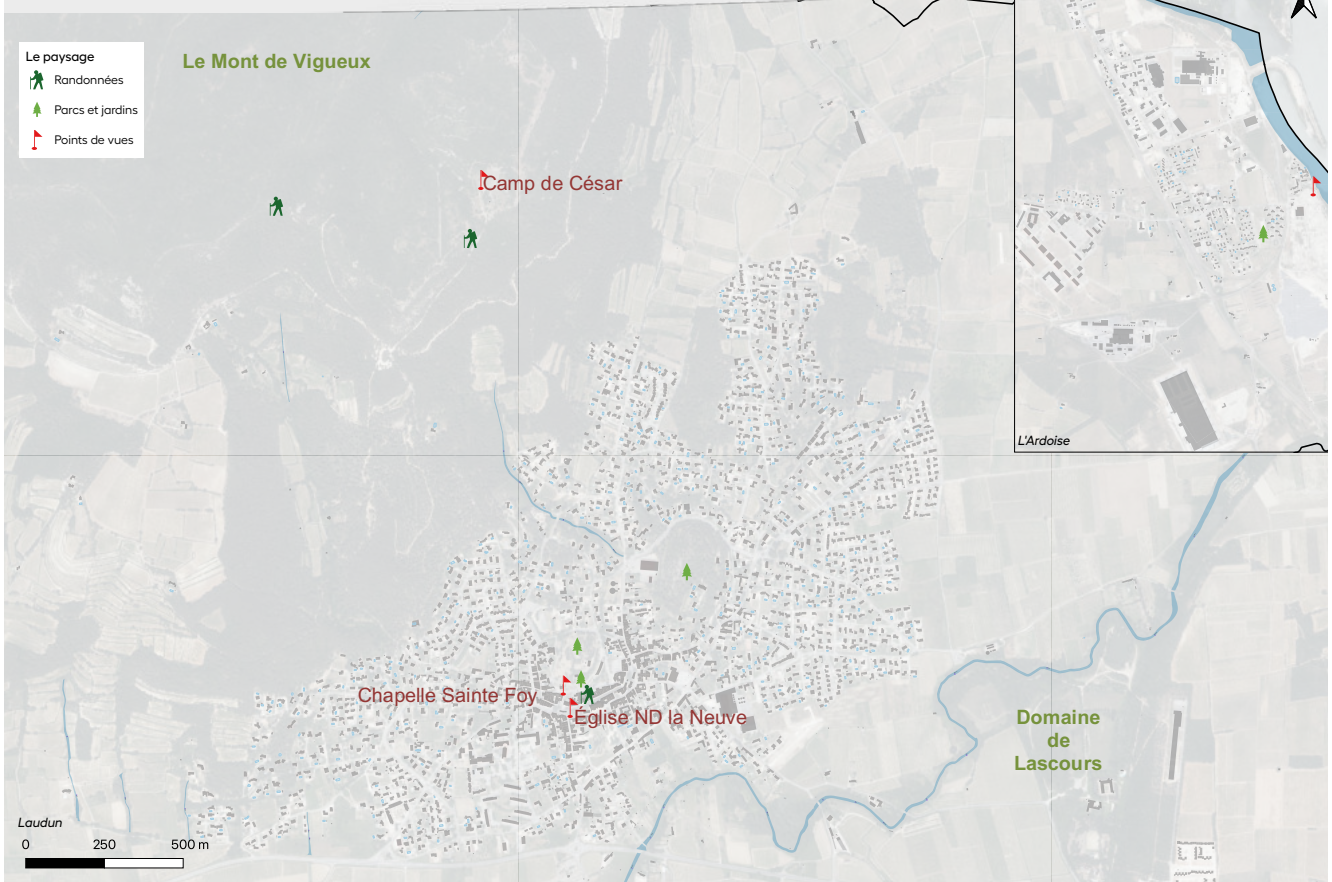 Le paysage
Randonnées
Parcs et jardins
Points de vues
Le Mont de Vigueux
Camp de César
L'Ardoise
Chapelle Sainte Foy
Église ND la Neuve
Domaine
de
Lascours
Laudun
0 250 500 m